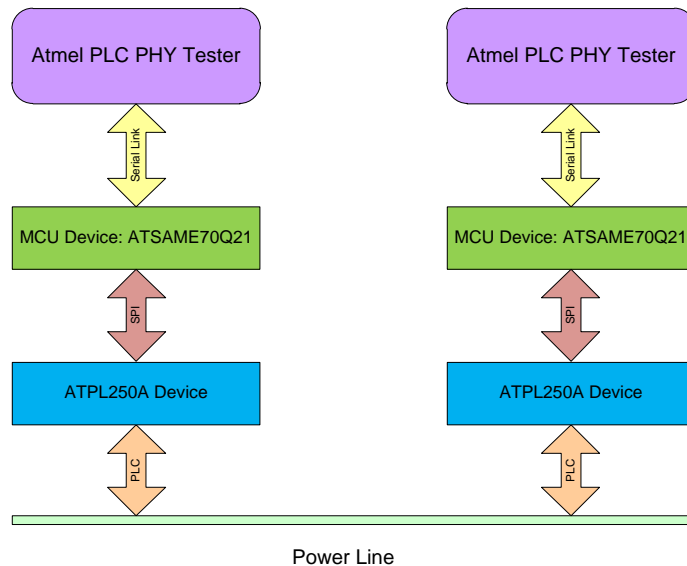 Atmel PLC PHY Tester
Atmel PLC PHY Tester
Serial Link
Serial Link
MCU Device: ATSAME70Q21
MCU Device: ATSAME70Q21
SPI
SPI
ATPL250A Device
ATPL250A Device
PLC
PLC
Power Line